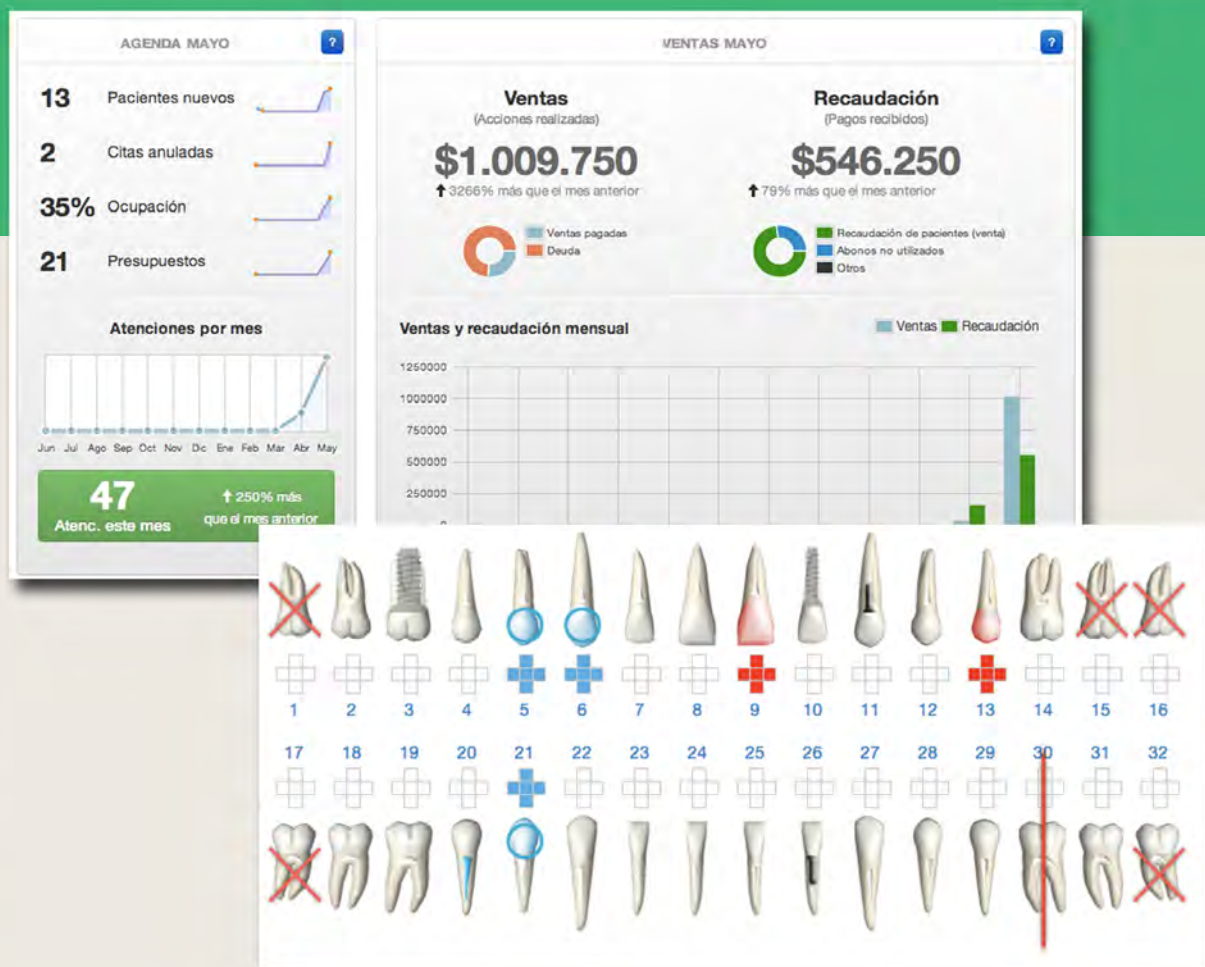 AGENDA MAYO
?
13 Pacientes nuevos
2 Citas anuladas
35% Ocupación
21 Presupuestos
Atenciones por mes
Jun Jul Ago Sep Oct Nov Dic Ene Feb Mar Abr May
47
Atenc. este mes
250% más
que el mes anterior
VENTAS MAYO
?
Ventas
(Acciones realizadas)
$1.009.750
3266% más que el mes anterior
Ventas pagadas
Deuda
Recaudación
(Pagos recibidos)
$546.250
79% más que el mes anterior
Recaudación de pacientes (venta)
Abonos no utilizados
Otros
Ventas y recaudación mensual
Ventas Recaudación
1250000
1000000
750000
500000
250000
1 2 3 4 5 6 7 8 9 10 11 12 13 14 15 16
17 18 19 20 21 22 23 24 25 26 27 28 29 30 31 32